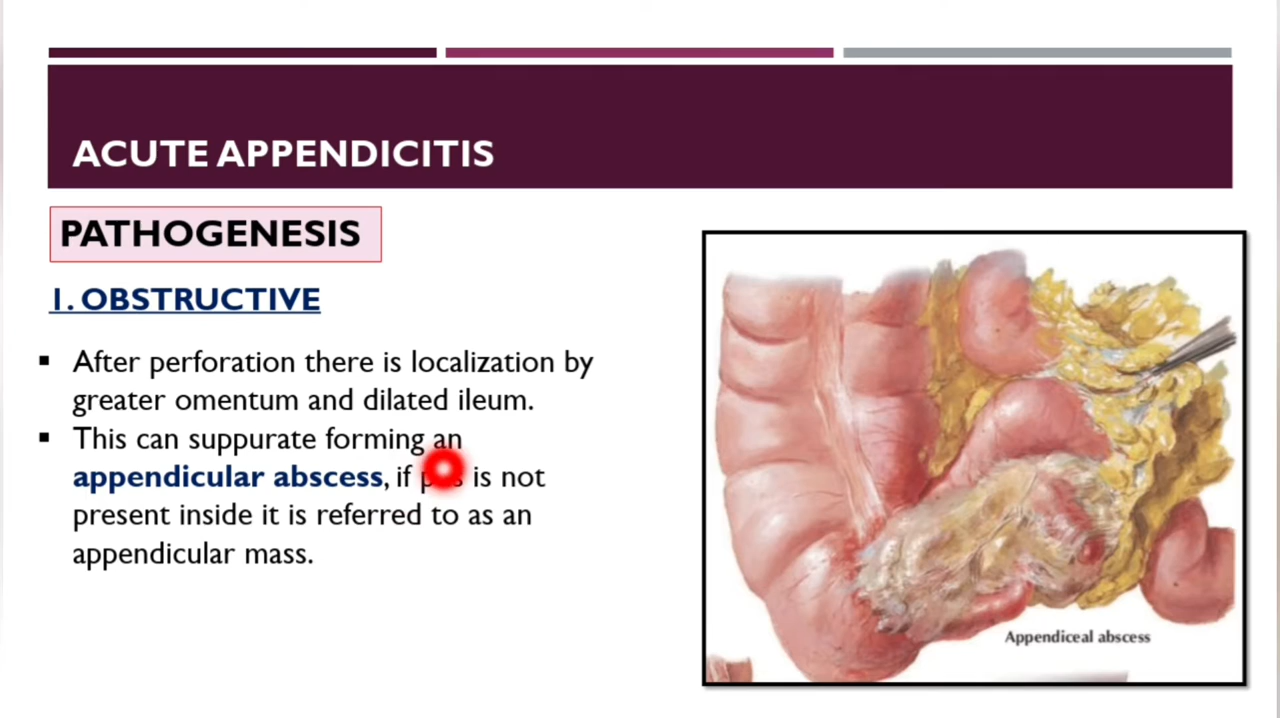 ACUTE APPENDICITIS
PATHOGENESIS
1. OBSTRUCTIVE
▪ After perforation there is localization by
greater omentum and dilated ileum.
▪ This can suppurate forming an
appendicular abscess, if is not
present inside it is referred to as an
appendicular mass.
Appendiceal abscess